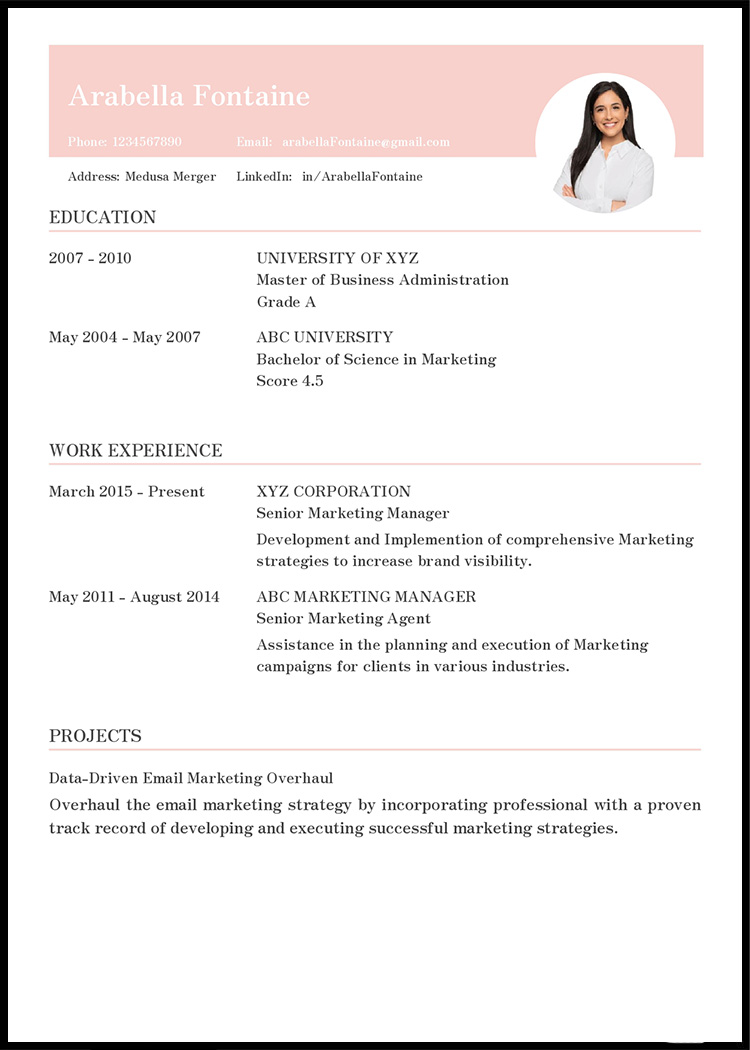 Arabella Fontaine
Phone: 1234567890 Email: arabellaFontaine@gmail.com
Address: Medusa Merger LinkedIn: in/ArabellaFontaine
EDUCATION
2007 - 2010 UNIVERSITY OF XYZ
Master of Business Administration
Grade A
May 2004 - May 2007 ABC UNIVERSITY
Bachelor of Science in Marketing
Score 4.5
WORK EXPERIENCE
March 2015 - Present XYZ CORPORATION
Senior Marketing Manager
Development and Implemention of comprehensive Marketing
strategies to increase brand visibility.
May 2011 - August 2014 ABC MARKETING MANAGER
Senior Marketing Agent
Assistance in the planning and execution of Marketing
campaigns for clients in various industries.
PROJECTS
Data-Driven Email Marketing Overhaul
Overhaul the email marketing strategy by incorporating professional with a proven
track record of developing and executing successful marketing strategies.